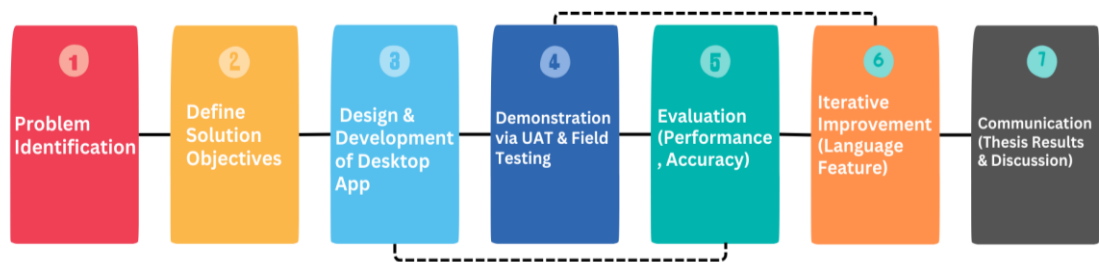 1
Problem
Identification
2
Define
Solution
Objectives
3
Design &
Development
of Desktop
App
4
Demonstration
via UAT & Field
Testing
5
Evaluation
(Performance
, Accuracy)
6
Iterative
Improvement
(Language
Feature)
7
Communication
(Thesis Results
& Discussion)